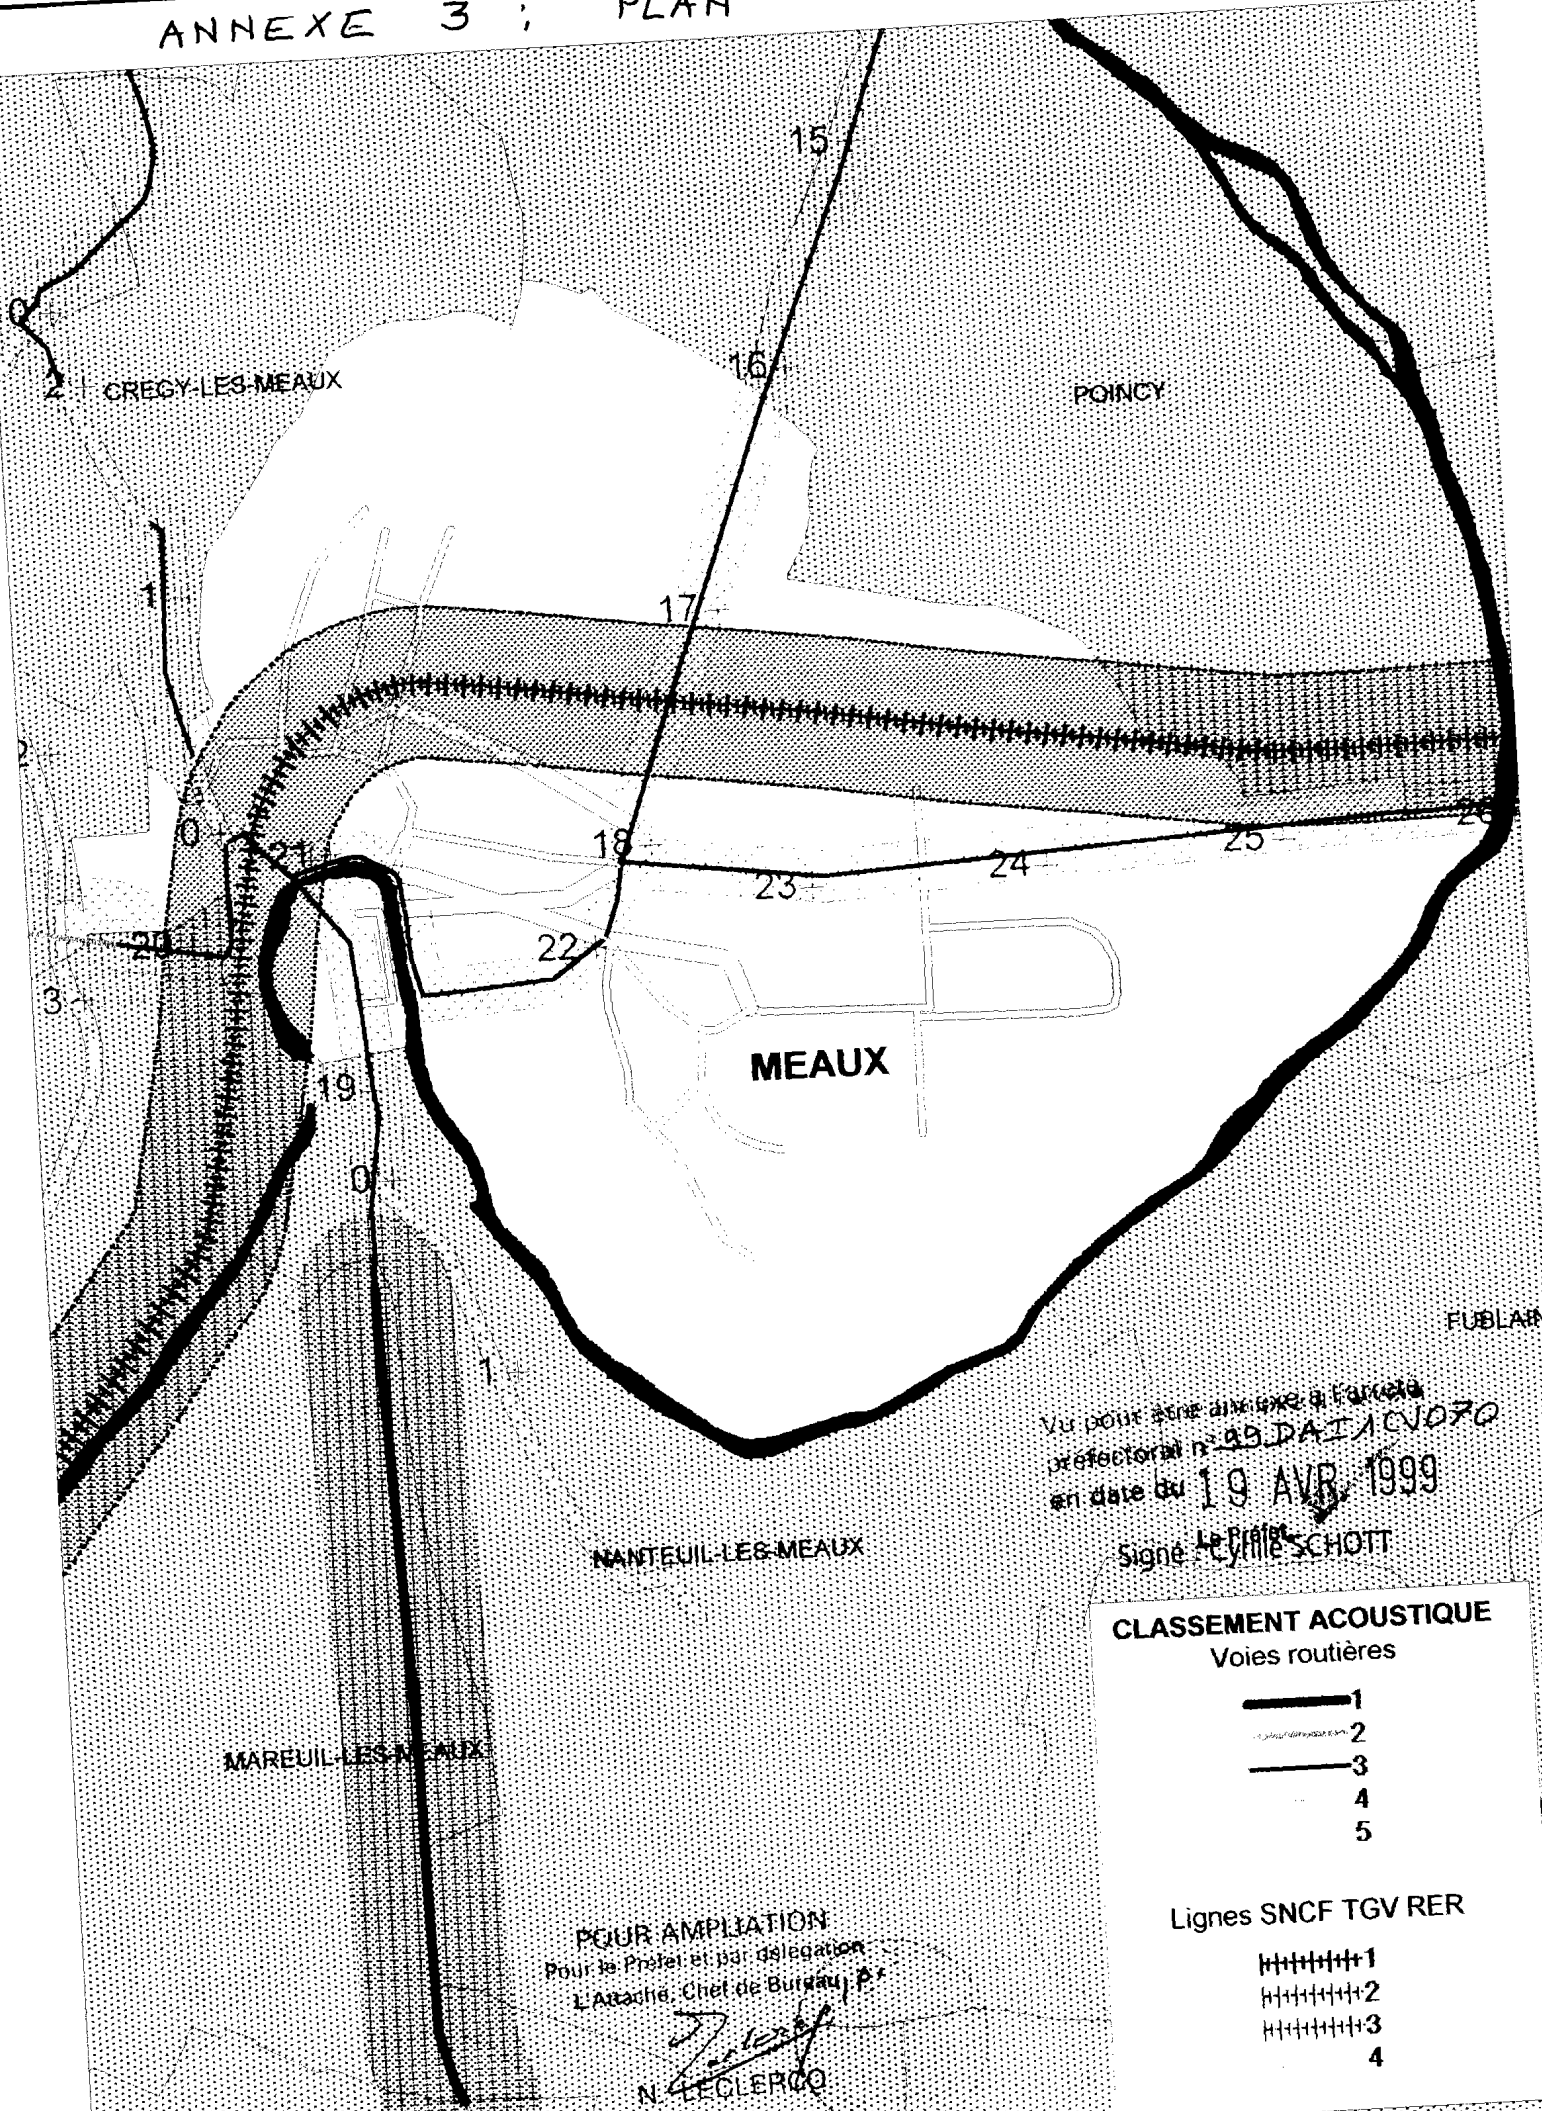 ANNEXE 3 : PLAN
15
0
16
2
CREGY-LES-MEAUX
POINCY
1
17
2
0
21
18
23
24
25
26
20
22
3
MEAUX
19
0
1
FUBLAIN
Vu pour être annexé à l'arrêté
préfectoral n° 99 DAI 1 CV 070
en date du 19 AVR. 1999
Le Préfet
Signé : Cyrille SCHOTT
NANTEUIL-LES-MEAUX
CLASSEMENT ACOUSTIQUE
Voies routières
1
2
3
4
5
MAREUIL-LES-MEAUX
Lignes SNCF TGV RER
1
2
3
4
POUR AMPLIATION
Pour le Préfet et par délégation
L'Attaché, Chef de Bureau,
N. LECLERCQ